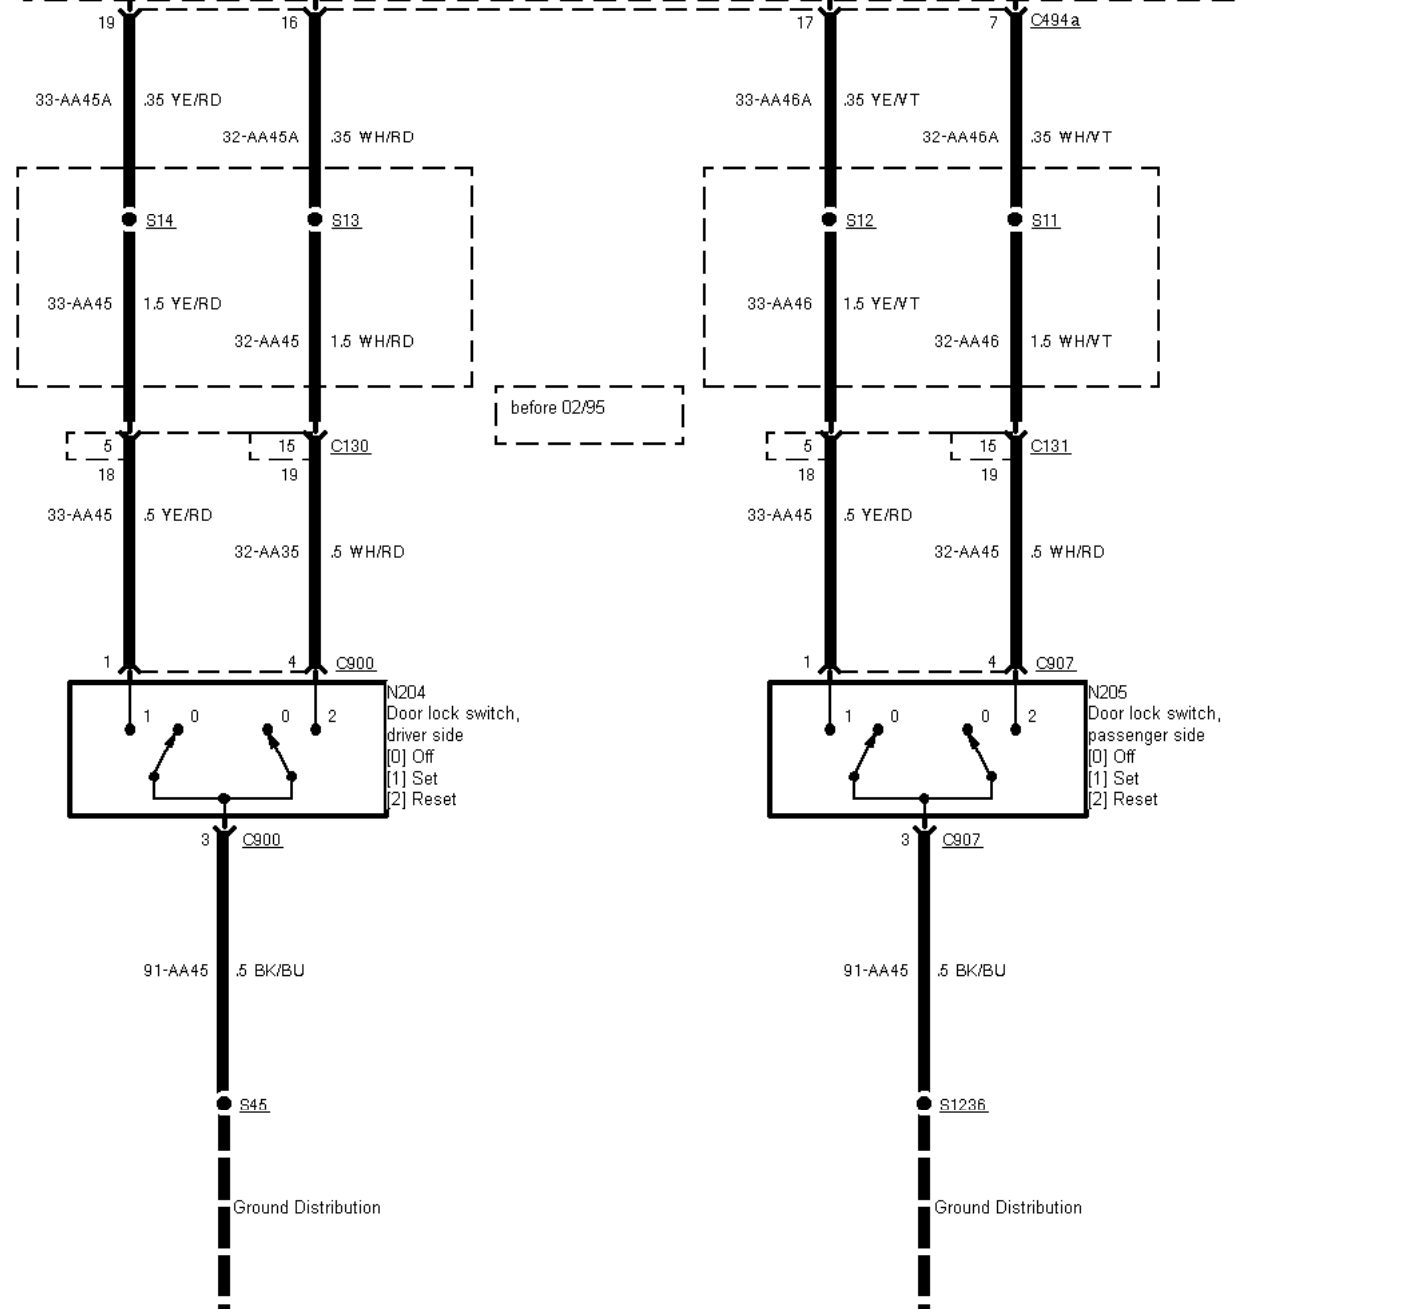 19 16 17 7 C494a
33-AA45A .35 YE/RD 33-AA46A .35 YE/VT
32-AA45A .35 WH/RD 32-AA46A .35 WH/VT
S14 S13 S12 S11
33-AA45 1.5 YE/RD 33-AA46 1.5 YE/VT
32-AA45 1.5 WH/RD 32-AA46 1.5 WH/VT
before 02/95
5 15 C130 5 15 C131
18 19 18 19
33-AA45 .5 YE/RD 33-AA45 .5 YE/RD
32-AA35 .5 WH/RD 32-AA45 .5 WH/RD
1 4 C900 1 4 C907
1 0 0 2
N204
Door lock switch,
driver side
[0] Off
[1] Set
[2] Reset
1 0 0 2
N205
Door lock switch,
passenger side
[0] Off
[1] Set
[2] Reset
3 C900 3 C907
91-AA45 .5 BK/BU 91-AA45 .5 BK/BU
S45 S1236
Ground Distribution Ground Distribution